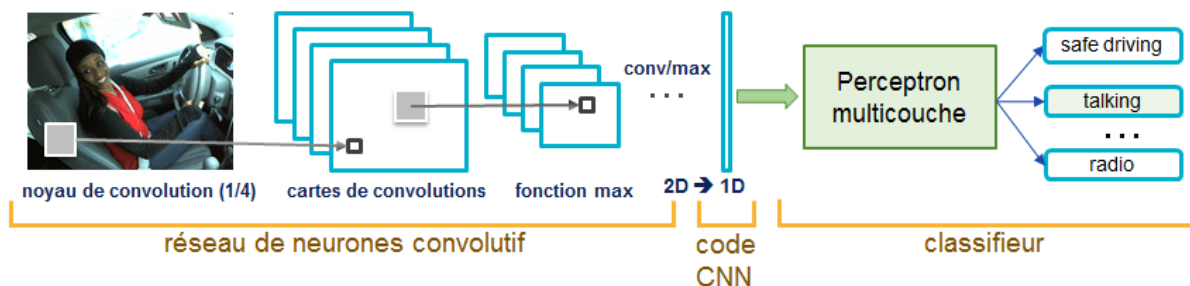 noyau de convolution (1/4)
cartes de convolutions
fonction max
conv/max
...
2D → 1D
Perceptron
multicouche
safe driving
talking
...
radio
réseau de neurones convolutif
code
CNN
classifieur